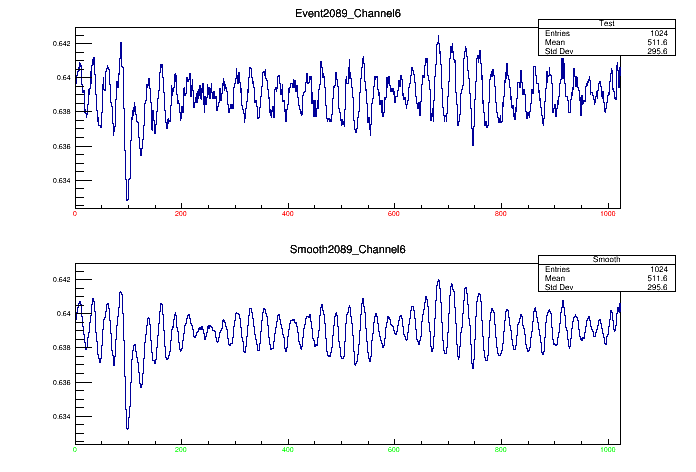 Event2089_Channel6
Test
Entries 1024
Mean 511.6
Std Dev 295.6
0.642
0.64
0.638
0.636
0.634
0 200 400 600 800 1000
Smooth2089_Channel6
Smooth
Entries 1024
Mean 511.6
Std Dev 295.6
0.642
0.64
0.638
0.636
0.634
0 200 400 600 800 1000